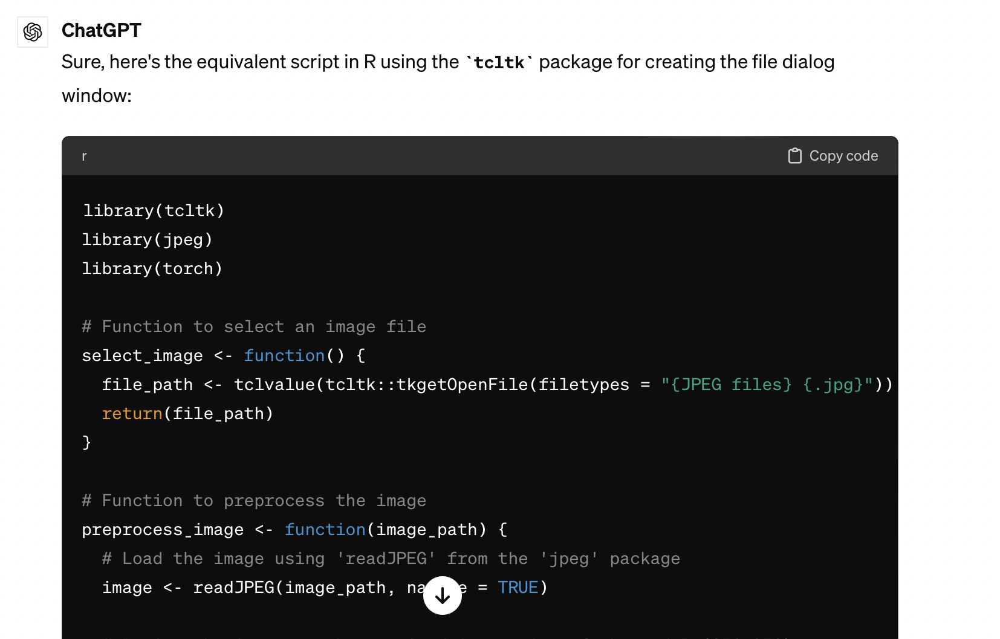 ChatGPT
Sure, here's the equivalent script in R using the `tcltk` package for creating the file dialog
window:
r
Copy code
library(tcltk)
library(jpeg)
library(torch)
# Function to select an image file
select_image <- function() {
  file_path <- tclvalue(tcltk::tkgetOpenFile(filetypes = "{JPEG files} {.jpg}"))
  return(file_path)
}
# Function to preprocess the image
preprocess_image <- function(image_path) {
  # Load the image using 'readJPEG' from the 'jpeg' package
  image <- readJPEG(image_path, = TRUE)